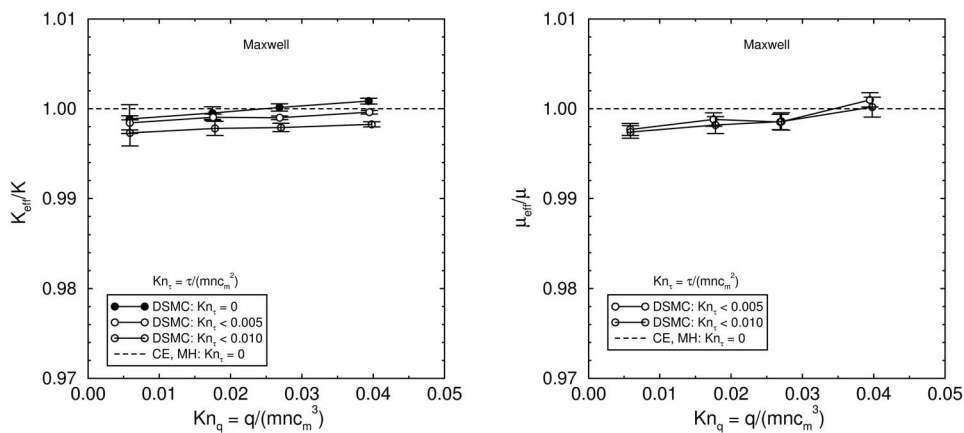 Maxwell
1.01
1.00
0.99
0.98
0.97
K_eff/K
Kn_τ = τ/(mnc_m^2)
DSMC: Kn_τ = 0
DSMC: Kn_τ < 0.005
DSMC: Kn_τ < 0.010
CE, MH: Kn_τ = 0
0.00 0.01 0.02 0.03 0.04 0.05
Kn_q = q/(mnc_m^3)
Maxwell
1.01
1.00
0.99
0.98
0.97
μ_eff/μ
Kn_τ = τ/(mnc_m^2)
DSMC: Kn_τ < 0.005
DSMC: Kn_τ < 0.010
CE, MH: Kn_τ = 0
0.00 0.01 0.02 0.03 0.04 0.05
Kn_q = q/(mnc_m^3)